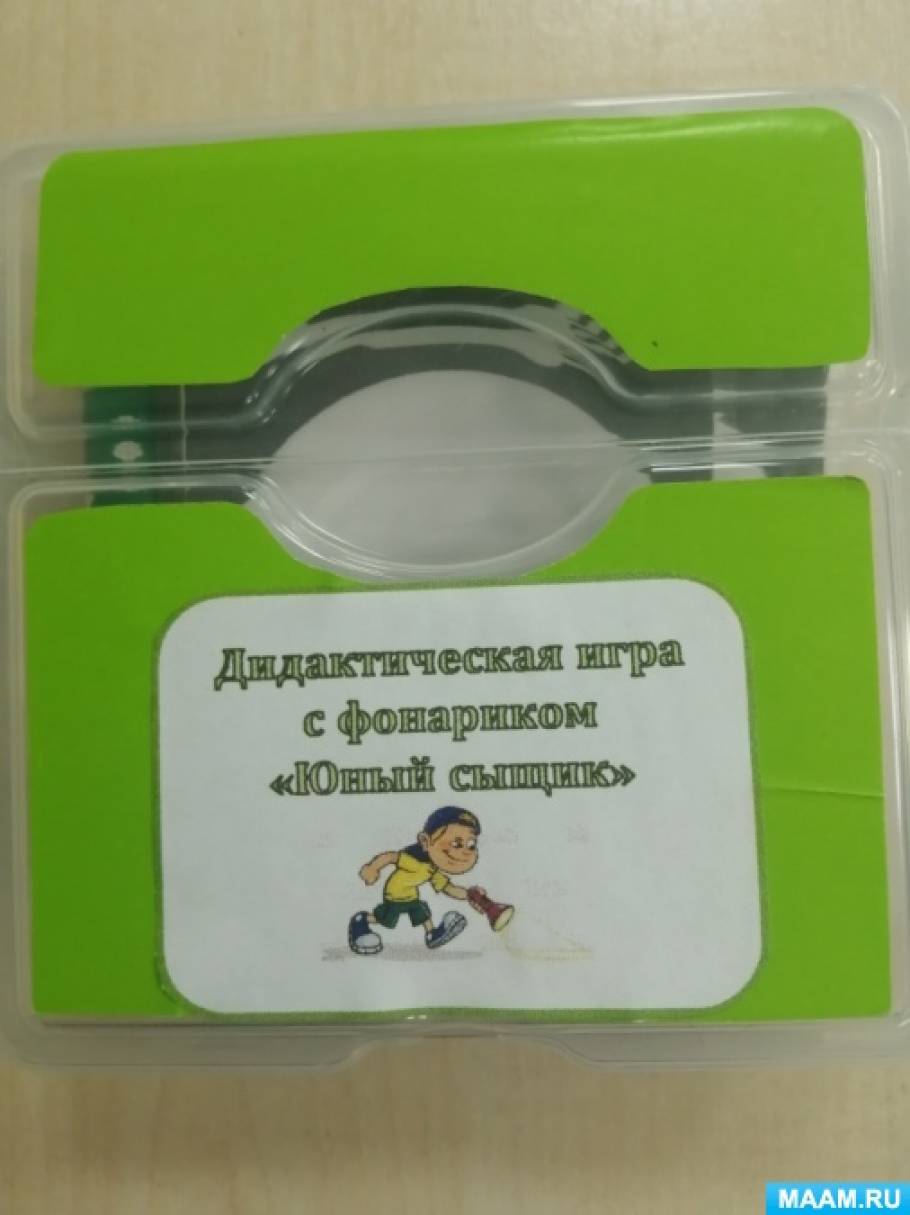 Дидактическая игра
с фонариком
«Юный сыщик»
MAAM.RU